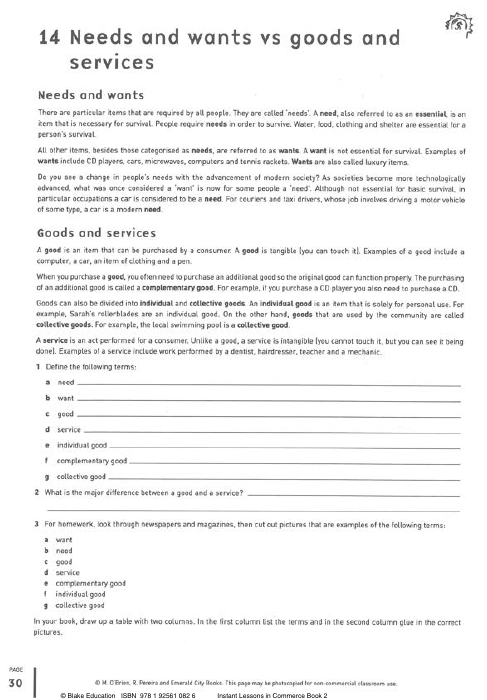 14 Needs and wants vs goods and
services
Needs and wants
There are particular items that are required by all people. They are called 'needs'. A need, also referred to as an essential, is an
item that is necessary for survival. People require needs in order to survive. Water, food, clothing and shelter are essential for a
person's survival.
All other items, besides those categorised as needs, are referred to as wants. A want is not essential for survival. Examples of
wants include CD players, cars, microwaves, computers and tennis rackets. Wants are also called luxury items.
Do you see a change in people's needs with the advancement of modern society? As societies become more technologically
advanced, what was once considered a 'want' is now for some people a 'need'. Although not essential for basic survival, in
particular occupations a car is considered to be a need. For couriers and taxi drivers, whose job involves driving a motor vehicle
of some type, a car is a modern need.
Goods and services
A good is an item that can be purchased by a consumer. A good is tangible (you can touch it). Examples of a good include a
computer, a car, an item of clothing and a pen.
When you purchase a good, you often need to purchase an additional good so the original good can function properly. The purchasing
of an additional good is called a complementary good. For example, if you purchase a CD player you also need to purchase a CD.
Goods can also be divided into individual and collective goods. An individual good is an item that is solely for personal use. For
example, Sarah's rollerblades are an individual good. On the other hand, goods that are used by the community are called
collective goods. For example, the local swimming pool is a collective good.
A service is an act performed for a consumer. Unlike a good, a service is intangible (you cannot touch it, but you can see it being
done). Examples of a service include work performed by a dentist, hairdresser, teacher and a mechanic.
1 Define the following terms:
a need
b want
c good
d service
e individual good
f complementary good
g collective good
2 What is the major difference between a good and a service?
3 For homework, look through newspapers and magazines, then cut out pictures that are examples of the following terms:
a want
b need
c good
d service
e complementary good
f individual good
g collective good
In your book, draw up a table with two columns. In the first column list the terms and in the second column glue in the correct
pictures.
PAGE
30
© M. O'Brien, R. Pereira and Emerald City Books. This page may be photocopied for non-commercial classroom use.
© Blake Education ISBN 978 1 92561 082 6 Instant Lessons in Commerce Book 2